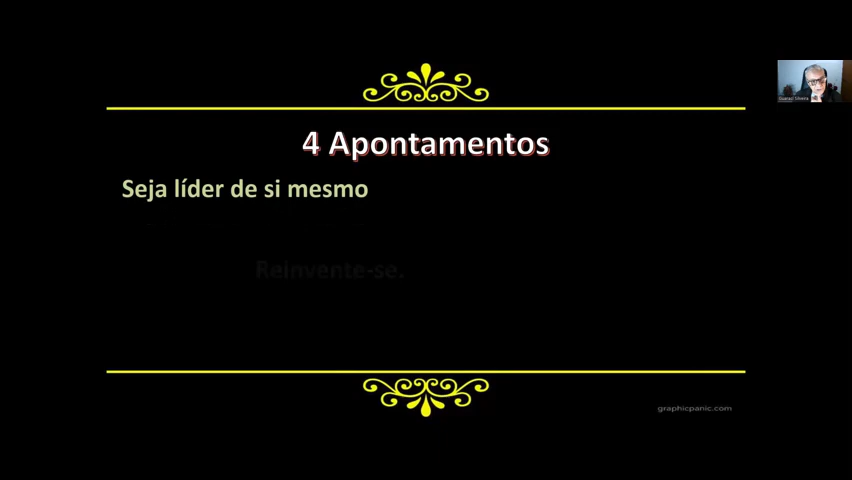 4 Apontamentos
Seja líder de si mesmo
Reinvente-se.
graphicpanic.com